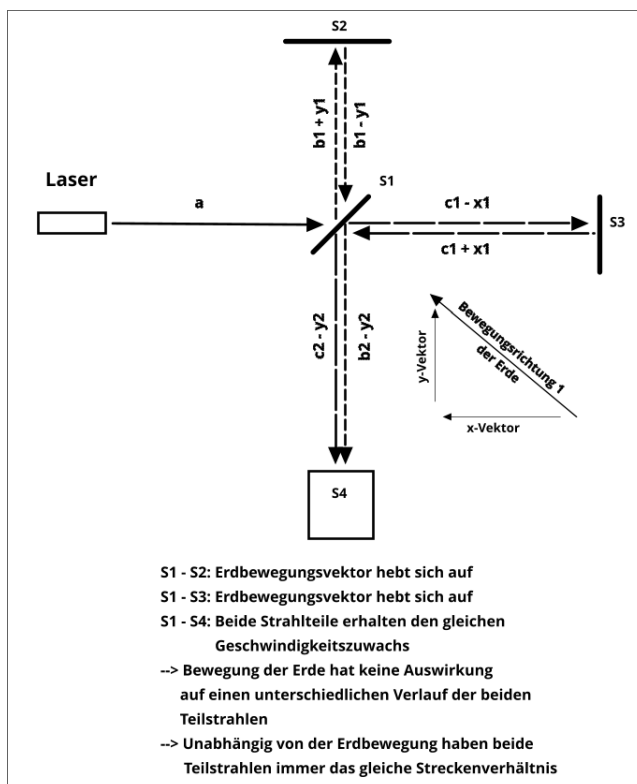 S2
b1 + y1
b1 - y1
S1
Laser
a
c1 - x1
S3
c1 + x1
c2 - y2
b2 - y2
y-Vektor
Bewegungsrichtung 1
der Erde
x-Vektor
S4
S1 - S2: Erdbewegungsvektor hebt sich auf
S1 - S3: Erdbewegungsvektor hebt sich auf
S1 - S4: Beide Strahlteile erhalten den gleichen
Geschwindigkeitszuwachs
--> Bewegung der Erde hat keine Auswirkung
auf einen unterschiedlichen Verlauf der beiden
Teilstrahlen
--> Unabhängig von der Erdbewegung haben beide
Teilstrahlen immer das gleiche Streckenverhältnis